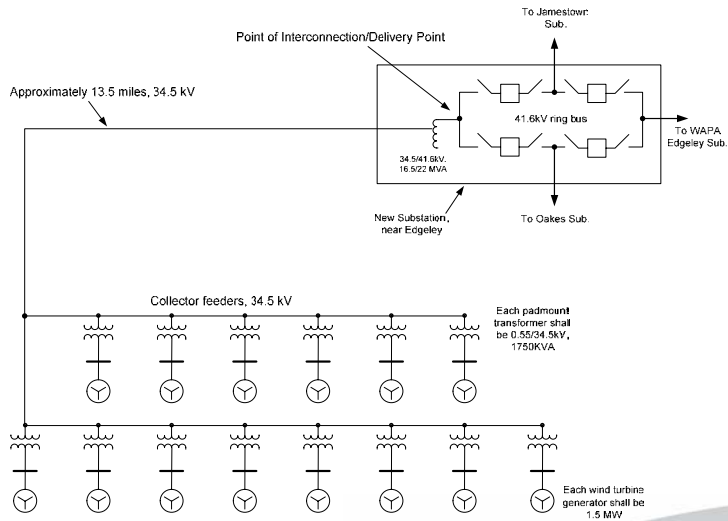 To Jamestown
Sub.
Point of Interconnection/Delivery Point
Approximately 13.5 miles, 34.5 kV
41.6kV ring bus
To WAPA
Edgeley Sub.
34.5/41.6kV,
16.5/22 MVA
New Substation,
near Edgeley
To Oakes Sub.
Collector feeders, 34.5 kV
Each padmount
transformer shall
be 0.55/34.5kV,
1750KVA
Each wind turbine
generator shall be
1.5 MW